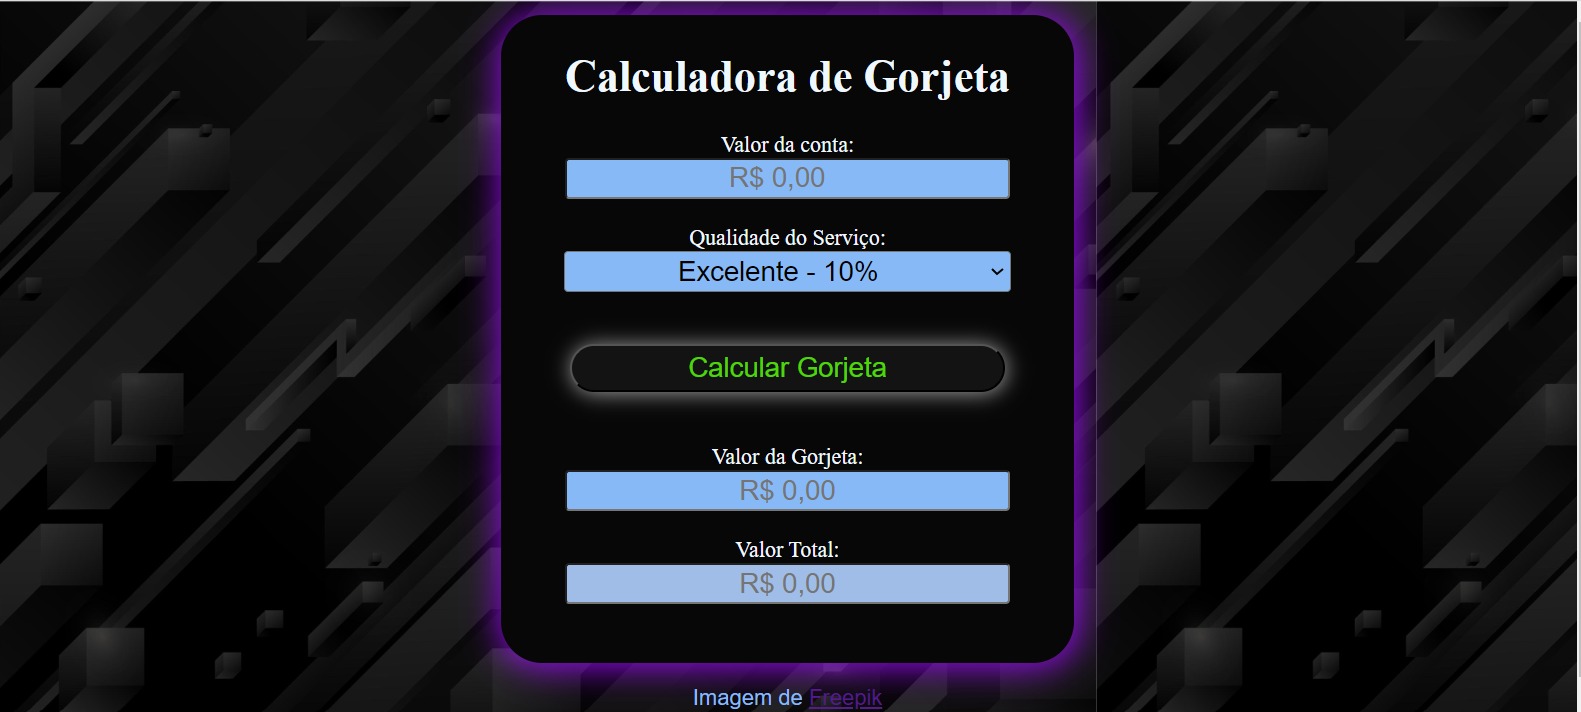 Calculadora de Gorjeta
Valor da conta:
R$ 0,00
Qualidade do Serviço:
Excelente - 10%
Calcular Gorjeta
Valor da Gorjeta:
R$ 0,00
Valor Total:
R$ 0,00
Imagem de Freepik